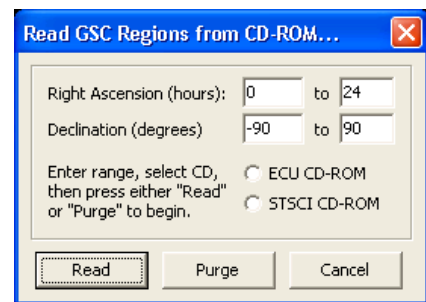 Read GSC Regions from CD-ROM...
Right Ascension (hours): 0 to 24
Declination (degrees) -90 to 90
Enter range, select CD,
then press either "Read"
or "Purge" to begin.
ECU CD-ROM
STSCI CD-ROM
Read Purge Cancel